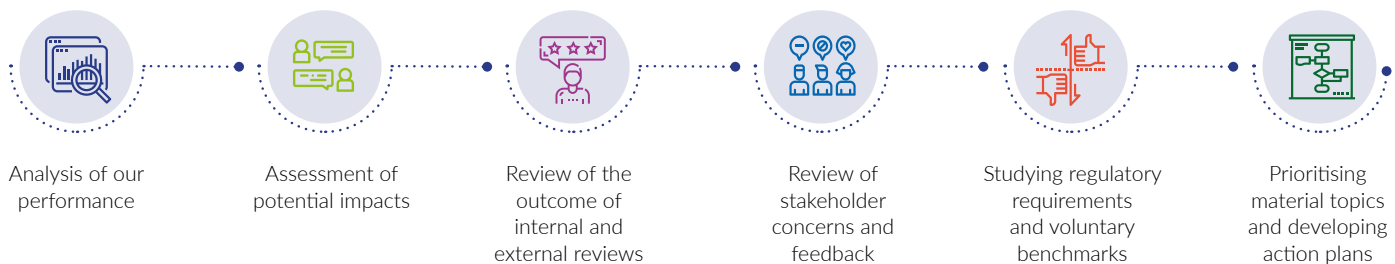 Analysis of our
performance
Assessment of
potential impacts
Review of the
outcome of
internal and
external reviews
Review of
stakeholder
concerns and
feedback
Studying regulatory
requirements
and voluntary
benchmarks
Prioritising
material topics
and developing
action plans